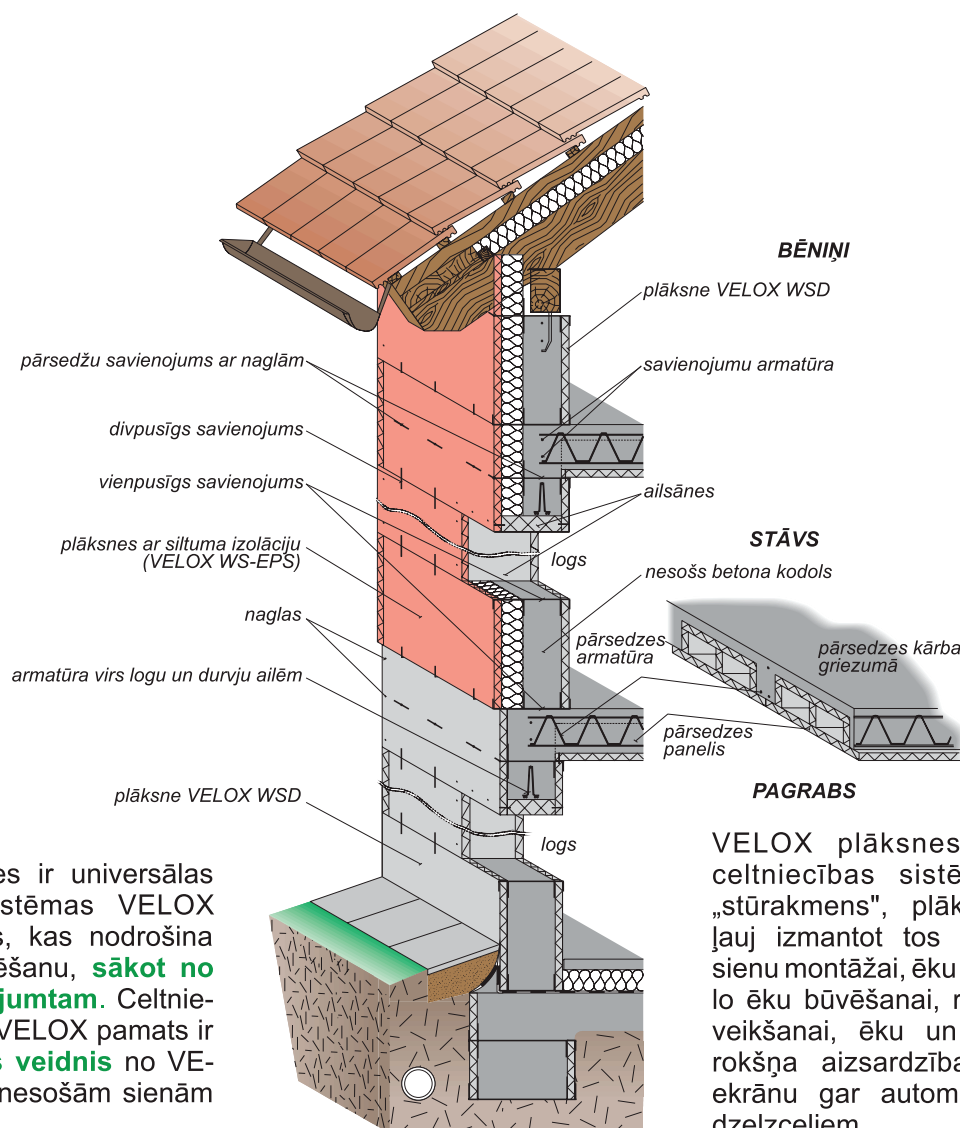 BĒNIŅI
plāksne VELOX WSD
pārsedžu savienojums ar naglām
savienojumu armatūra
divpusīgs savienojums
vienpusīgs savienojums
ailsānes
plāksnes ar siltuma izolāciju
(VELOX WS-EPS)
logs
STĀVS
nesošs betona kodols
naglas
pārsedzes
armatūra
pārsedzes kārba
griezumā
armatūra virs logu un durvju ailēm
pārsedzes
panelis
plāksne VELOX WSD
logs
PAGRABS
es ir universālas
stēmas VELOX
s, kas nodrošina
ēšanu, sākot no
jumtam. Celtnie-
VELOX pamats ir
s veidnis no VE-
nesošām sienām
VELOX plāksnes
celtniecības sistē
„stūrakmens", plāk
ļauj izmantot tos
sienu montāžai, ēku
lo ēku būvēšanai, r
veikšanai, ēku un
rokšņa aizsardzība
ekrānu gar autom
dzelzceļiem